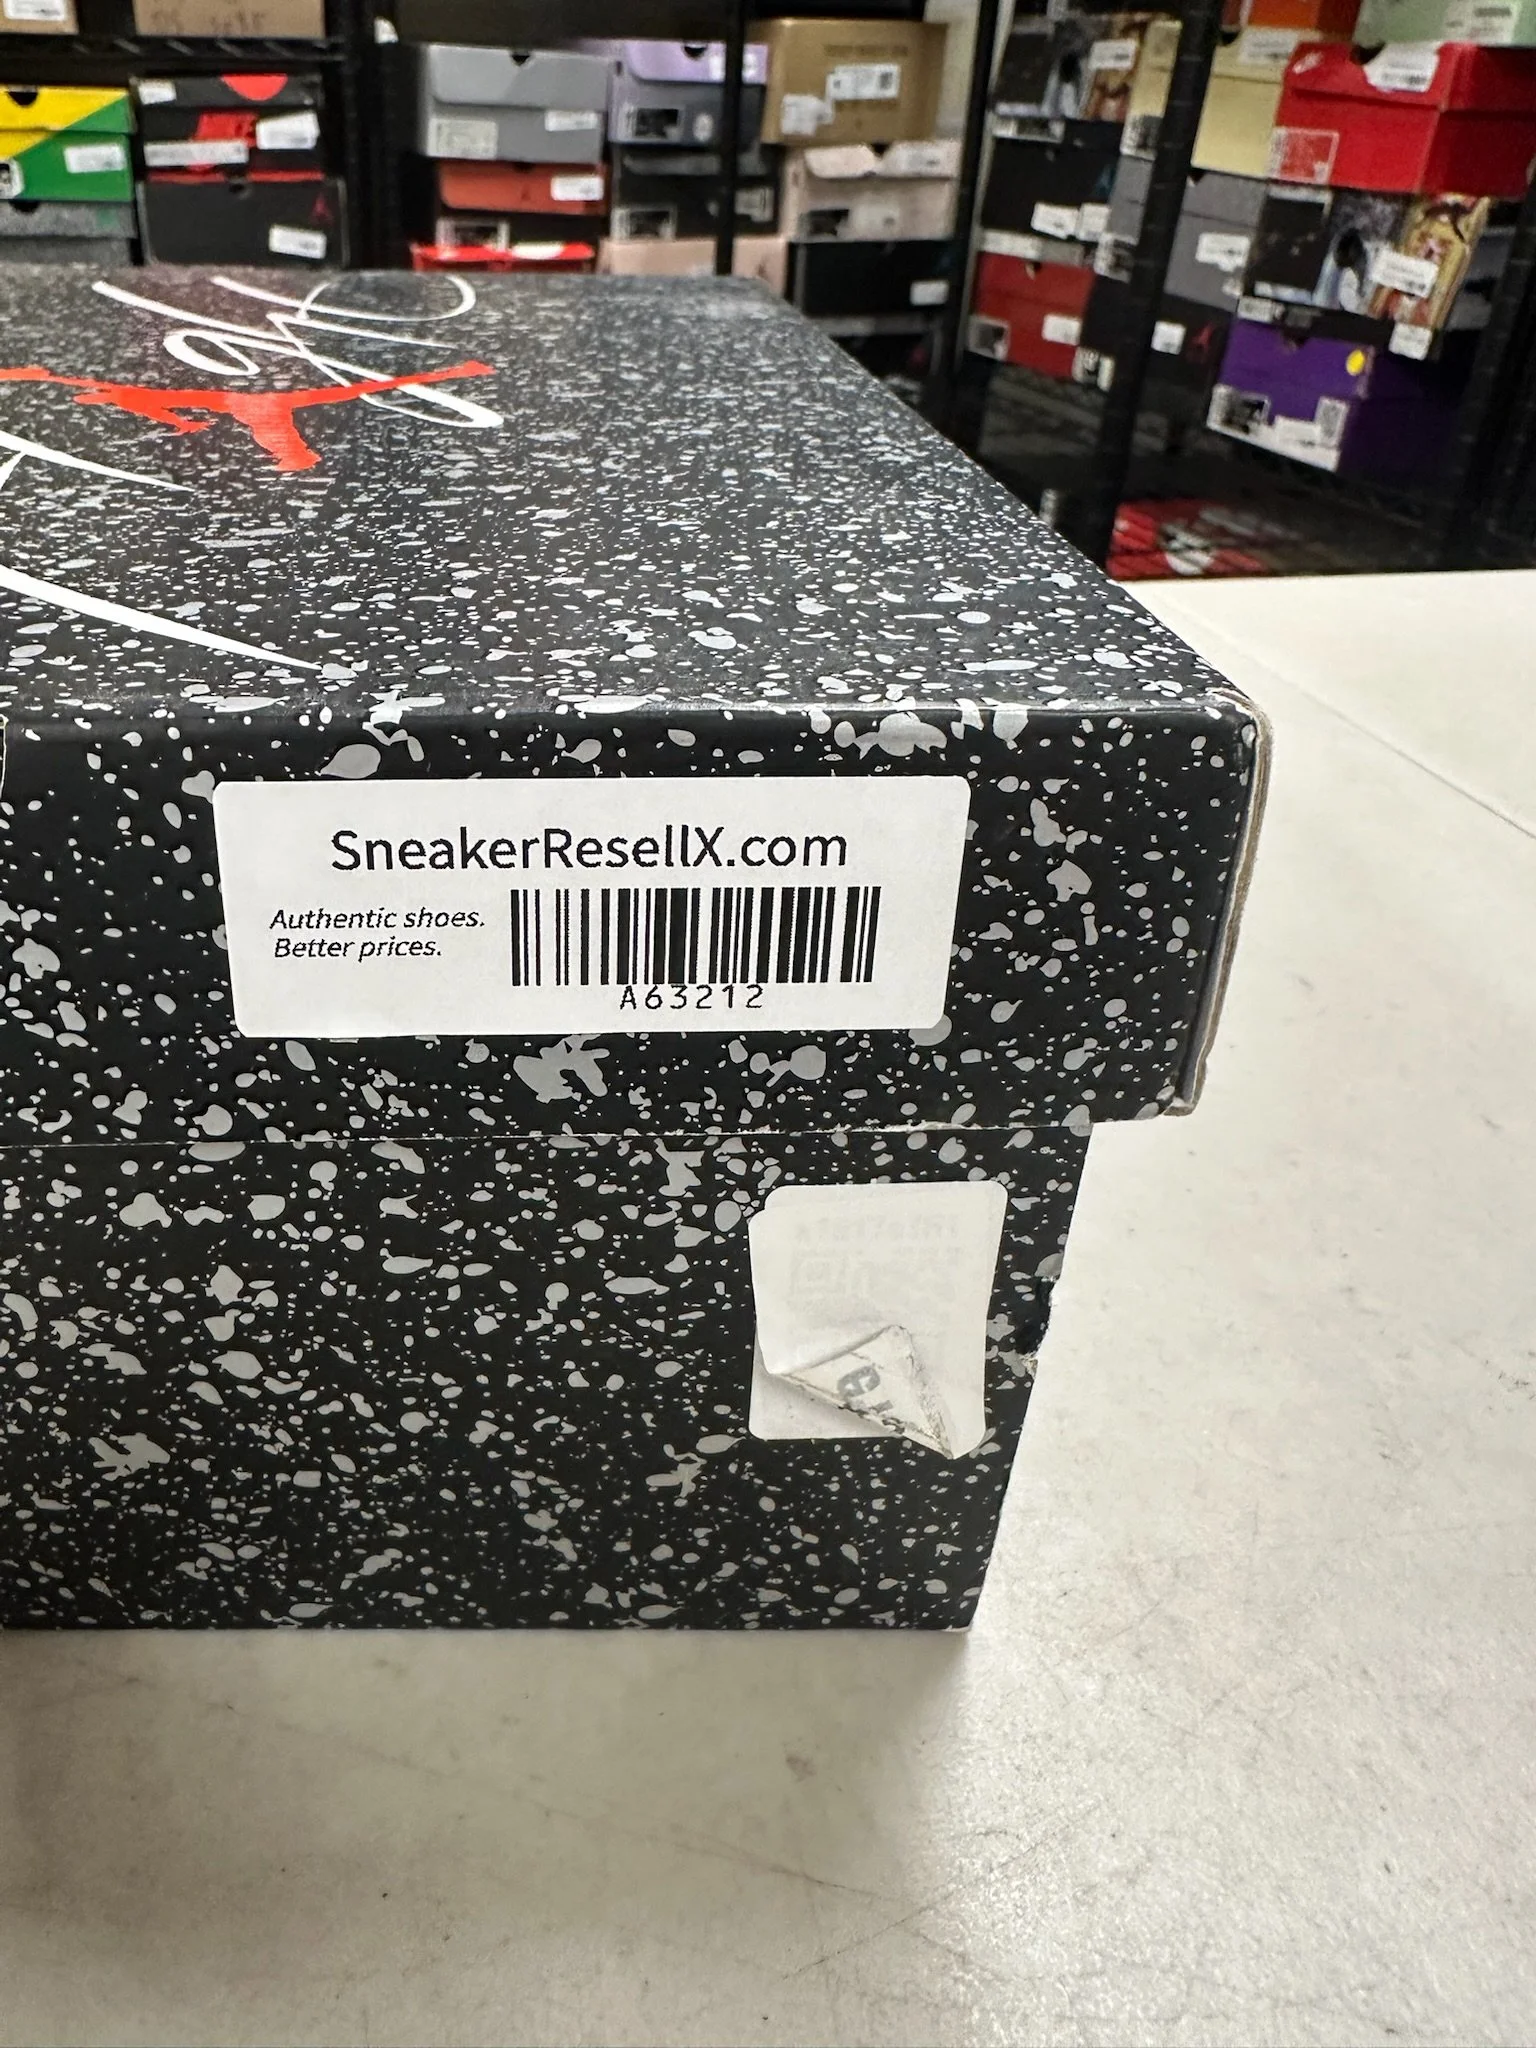 SneakerResellX.com
Authentic shoes.
Better prices.
A63212